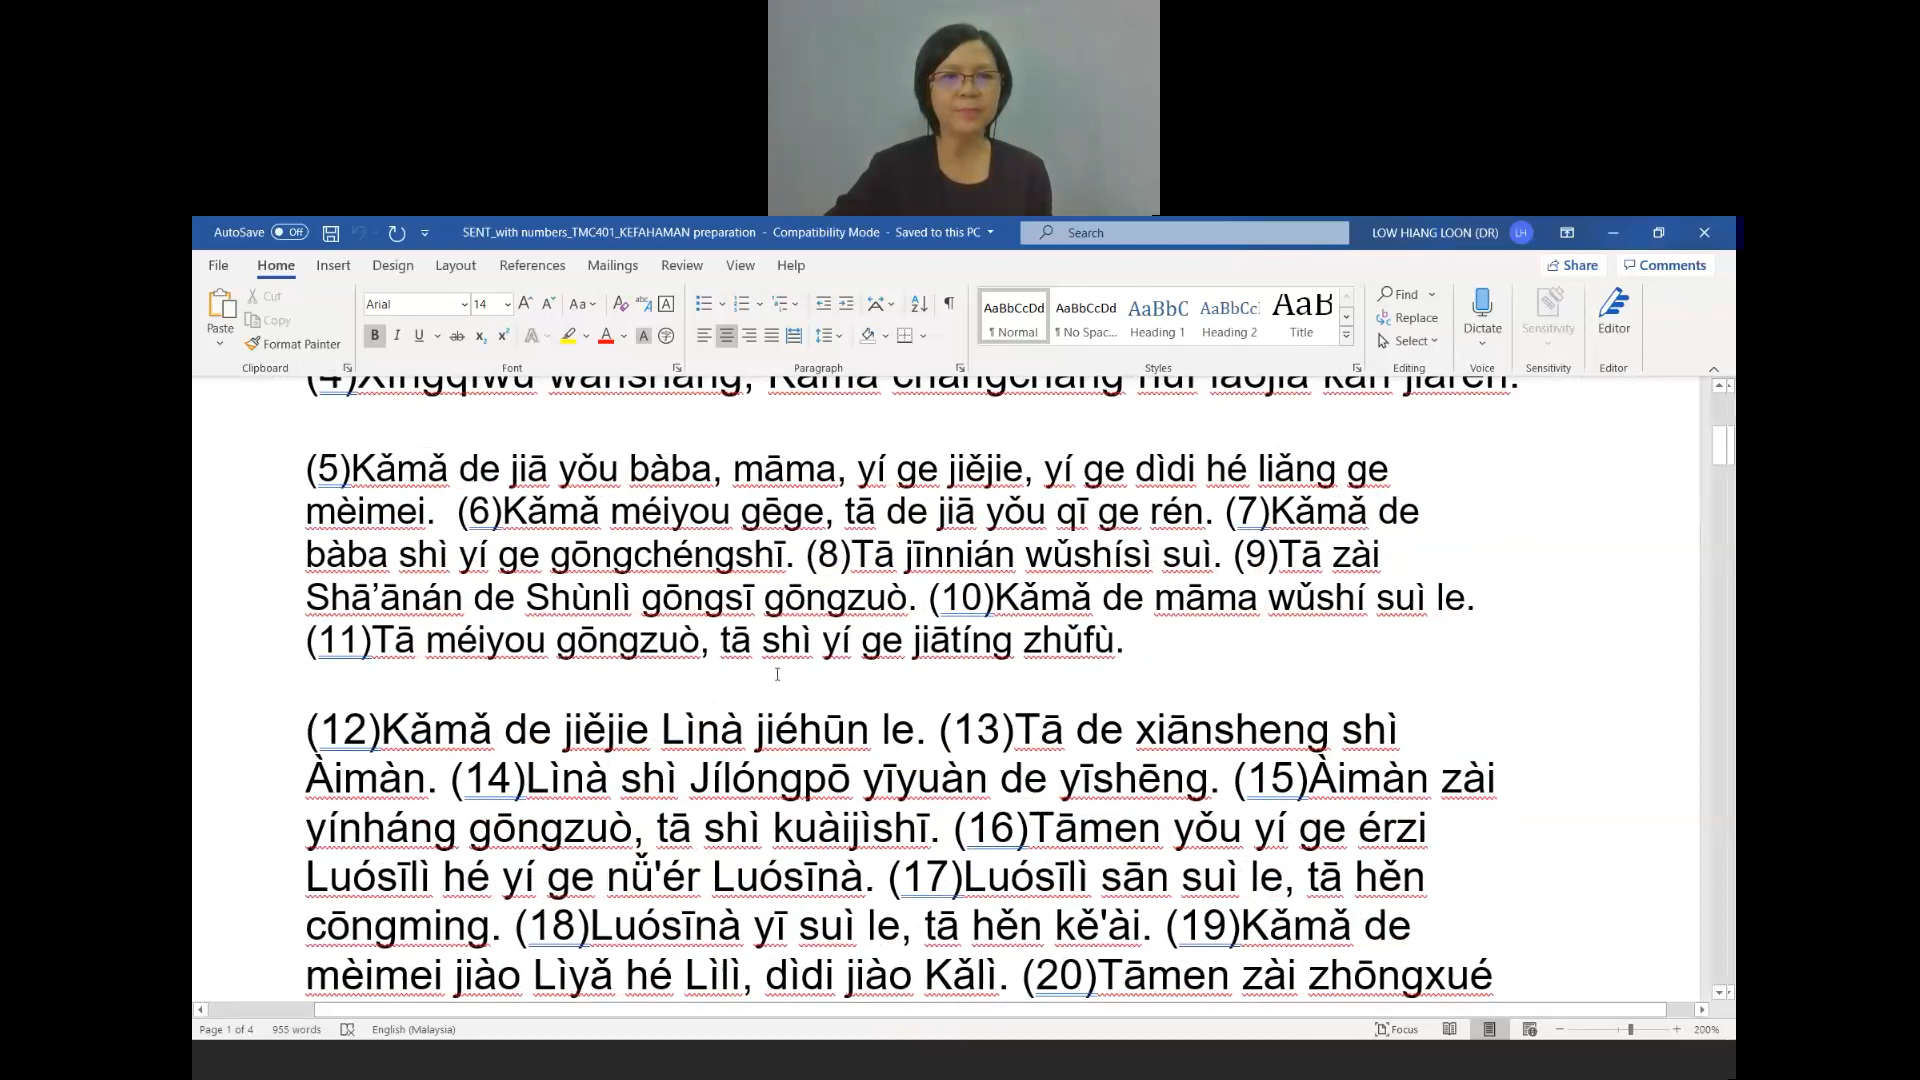 AutoSave Off SENT_with numbers_TMC401_KEFAHAMAN preparation - Compatibility Mode - Saved to this PC Search LOW HIANG LOON (DR) LH
File Home Insert Design Layout References Mailings Review View Help Share Comments
Paste Cut Copy Format Painter Clipboard
Arial 14 Font
Paragraph
AaBbCcDd ¶ Normal AaBbCcDd ¶ No Spac... AaBbC Heading 1 AaBbCc Heading 2 AaB Title Styles
Find Replace Select Editing
Dictate Voice
Sensitivity Sensitivity
Editor Editor
(5)Kǎmǎ de jiā yǒu bàba, māma, yí ge jiějie, yí ge dìdi hé liǎng ge
mèimei. (6)Kǎmǎ méiyou gēge, tā de jiā yǒu qī ge rén. (7)Kǎmǎ de
bàba shì yí ge gōngchéngshī. (8)Tā jīnnián wǔshísì suì. (9)Tā zài
Shā’ānán de Shùnlì gōngsī gōngzuò. (10)Kǎmǎ de māma wǔshí suì le.
(11)Tā méiyou gōngzuò, tā shì yí ge jiātíng zhǔfù.
(12)Kǎmǎ de jiějie Lìnà jiéhūn le. (13)Tā de xiānsheng shì
Àimàn. (14)Lìnà shì Jílóngpō yīyuàn de yīshēng. (15)Àimàn zài
yínháng gōngzuò, tā shì kuàijìshī. (16)Tāmen yǒu yí ge érzi
Luósīlì hé yí ge nǚ'ér Luósīnà. (17)Luósīlì sān suì le, tā hěn
cōngming. (18)Luósīnà yī suì le, tā hěn kě'ài. (19)Kǎmǎ de
mèimei jiào Lìyǎ hé Lìlì, dìdi jiào Kǎlì. (20)Tāmen zài zhōngxué
Page 1 of 4 955 words English (Malaysia) Focus 200%